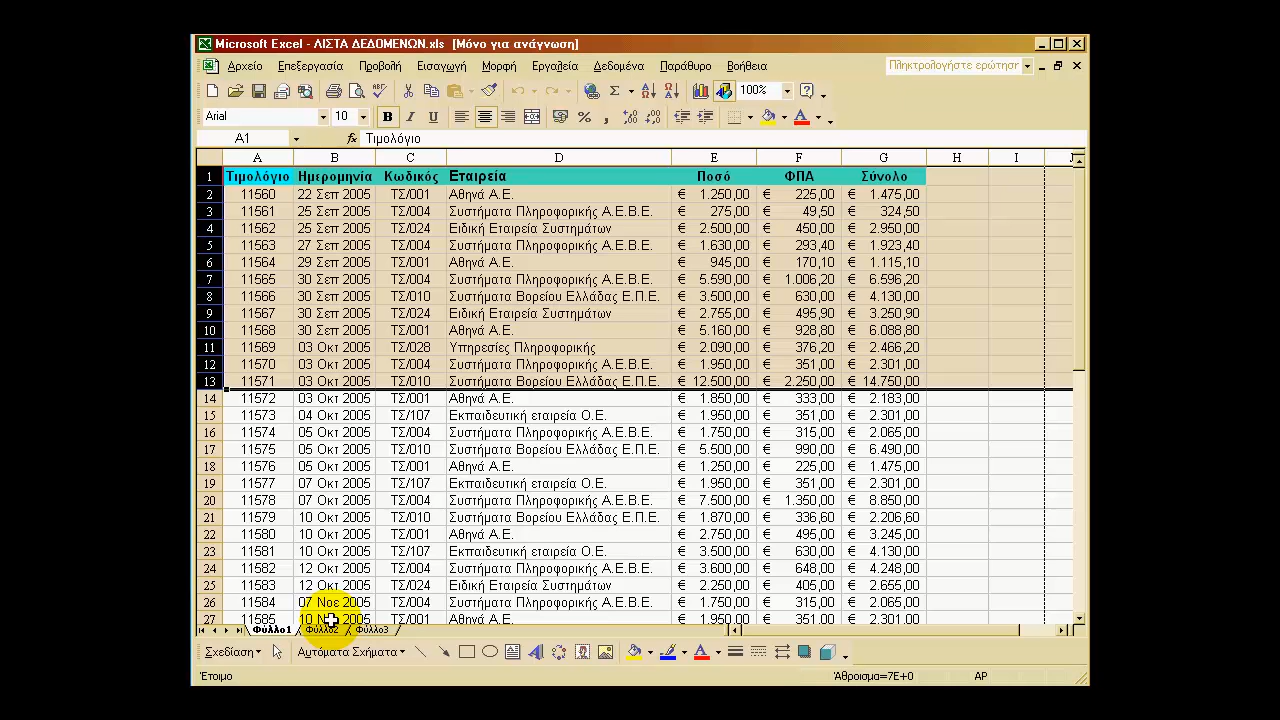 Microsoft Excel - ΛΙΣΤΑ ΔΕΔΟΜΕΝΩΝ.xls [Μόνο για ανάγνωση]
Αρχείο Επεξεργασία Προβολή Εισαγωγή Μορφή Εργαλεία Δεδομένα Παράθυρο Βοήθεια Πληκτρολογήστε ερώτηση
100%
Arial 10 B I U
A1 fx Τιμολόγιο
A B C D E F G H I J
1 Τιμολόγιο Ημερομηνία Κωδικός Εταιρεία Ποσό ΦΠΑ Σύνολο
2 11560 22 Σεπ 2005 ΤΣ/001 Αθηνά Α.Ε. € 1.250,00 € 225,00 € 1.475,00
3 11561 25 Σεπ 2005 ΤΣ/004 Συστήματα Πληροφορικής Α.Ε.Β.Ε. € 275,00 € 49,50 € 324,50
4 11562 25 Σεπ 2005 ΤΣ/024 Ειδική Εταιρεία Συστημάτων € 2.500,00 € 450,00 € 2.950,00
5 11563 27 Σεπ 2005 ΤΣ/004 Συστήματα Πληροφορικής Α.Ε.Β.Ε. € 1.630,00 € 293,40 € 1.923,40
6 11564 29 Σεπ 2005 ΤΣ/001 Αθηνά Α.Ε. € 945,00 € 170,10 € 1.115,10
7 11565 30 Σεπ 2005 ΤΣ/004 Συστήματα Πληροφορικής Α.Ε.Β.Ε. € 5.590,00 € 1.006,20 € 6.596,20
8 11566 30 Σεπ 2005 ΤΣ/010 Συστήματα Βορείου Ελλάδας Ε.Π.Ε. € 3.500,00 € 630,00 € 4.130,00
9 11567 30 Σεπ 2005 ΤΣ/024 Ειδική Εταιρεία Συστημάτων € 2.755,00 € 495,90 € 3.250,90
10 11568 30 Σεπ 2005 ΤΣ/001 Αθηνά Α.Ε. € 5.160,00 € 928,80 € 6.088,80
11 11569 03 Οκτ 2005 ΤΣ/028 Υπηρεσίες Πληροφορικής € 2.090,00 € 376,20 € 2.466,20
12 11570 03 Οκτ 2005 ΤΣ/004 Συστήματα Πληροφορικής Α.Ε.Β.Ε. € 1.950,00 € 351,00 € 2.301,00
13 11571 03 Οκτ 2005 ΤΣ/010 Συστήματα Βορείου Ελλάδας Ε.Π.Ε. € 12.500,00 € 2.250,00 € 14.750,00
14 11572 03 Οκτ 2005 ΤΣ/001 Αθηνά Α.Ε. € 1.850,00 € 333,00 € 2.183,00
15 11573 04 Οκτ 2005 ΤΣ/107 Εκπαιδευτική εταιρεία Ο.Ε. € 1.950,00 € 351,00 € 2.301,00
16 11574 05 Οκτ 2005 ΤΣ/004 Συστήματα Πληροφορικής Α.Ε.Β.Ε. € 1.750,00 € 315,00 € 2.065,00
17 11575 05 Οκτ 2005 ΤΣ/010 Συστήματα Βορείου Ελλάδας Ε.Π.Ε. € 5.500,00 € 990,00 € 6.490,00
18 11576 05 Οκτ 2005 ΤΣ/001 Αθηνά Α.Ε. € 1.250,00 € 225,00 € 1.475,00
19 11577 07 Οκτ 2005 ΤΣ/107 Εκπαιδευτική εταιρεία Ο.Ε. € 1.950,00 € 351,00 € 2.301,00
20 11578 07 Οκτ 2005 ΤΣ/004 Συστήματα Πληροφορικής Α.Ε.Β.Ε. € 7.500,00 € 1.350,00 € 8.850,00
21 11579 10 Οκτ 2005 ΤΣ/010 Συστήματα Βορείου Ελλάδας Ε.Π.Ε. € 1.870,00 € 336,60 € 2.206,60
22 11580 10 Οκτ 2005 ΤΣ/001 Αθηνά Α.Ε. € 2.750,00 € 495,00 € 3.245,00
23 11581 10 Οκτ 2005 ΤΣ/107 Εκπαιδευτική εταιρεία Ο.Ε. € 3.500,00 € 630,00 € 4.130,00
24 11582 12 Οκτ 2005 ΤΣ/004 Συστήματα Πληροφορικής Α.Ε.Β.Ε. € 3.600,00 € 648,00 € 4.248,00
25 11583 12 Οκτ 2005 ΤΣ/024 Ειδική Εταιρεία Συστημάτων € 2.250,00 € 405,00 € 2.655,00
26 11584 07 Νοε 2005 ΤΣ/004 Συστήματα Πληροφορικής Α.Ε.Β.Ε. € 1.750,00 € 315,00 € 2.065,00
27 11585 10 2005 ΤΣ/001 Αθηνά Α.Ε. € 1.950,00 € 351,00 € 2.301,00
Φύλλο1 Φύλλο2 Φύλλο3
Σχεδίαση Αυτόματα Σχήματα
Έτοιμο Άθροισμα=7E+0 ΑΡ